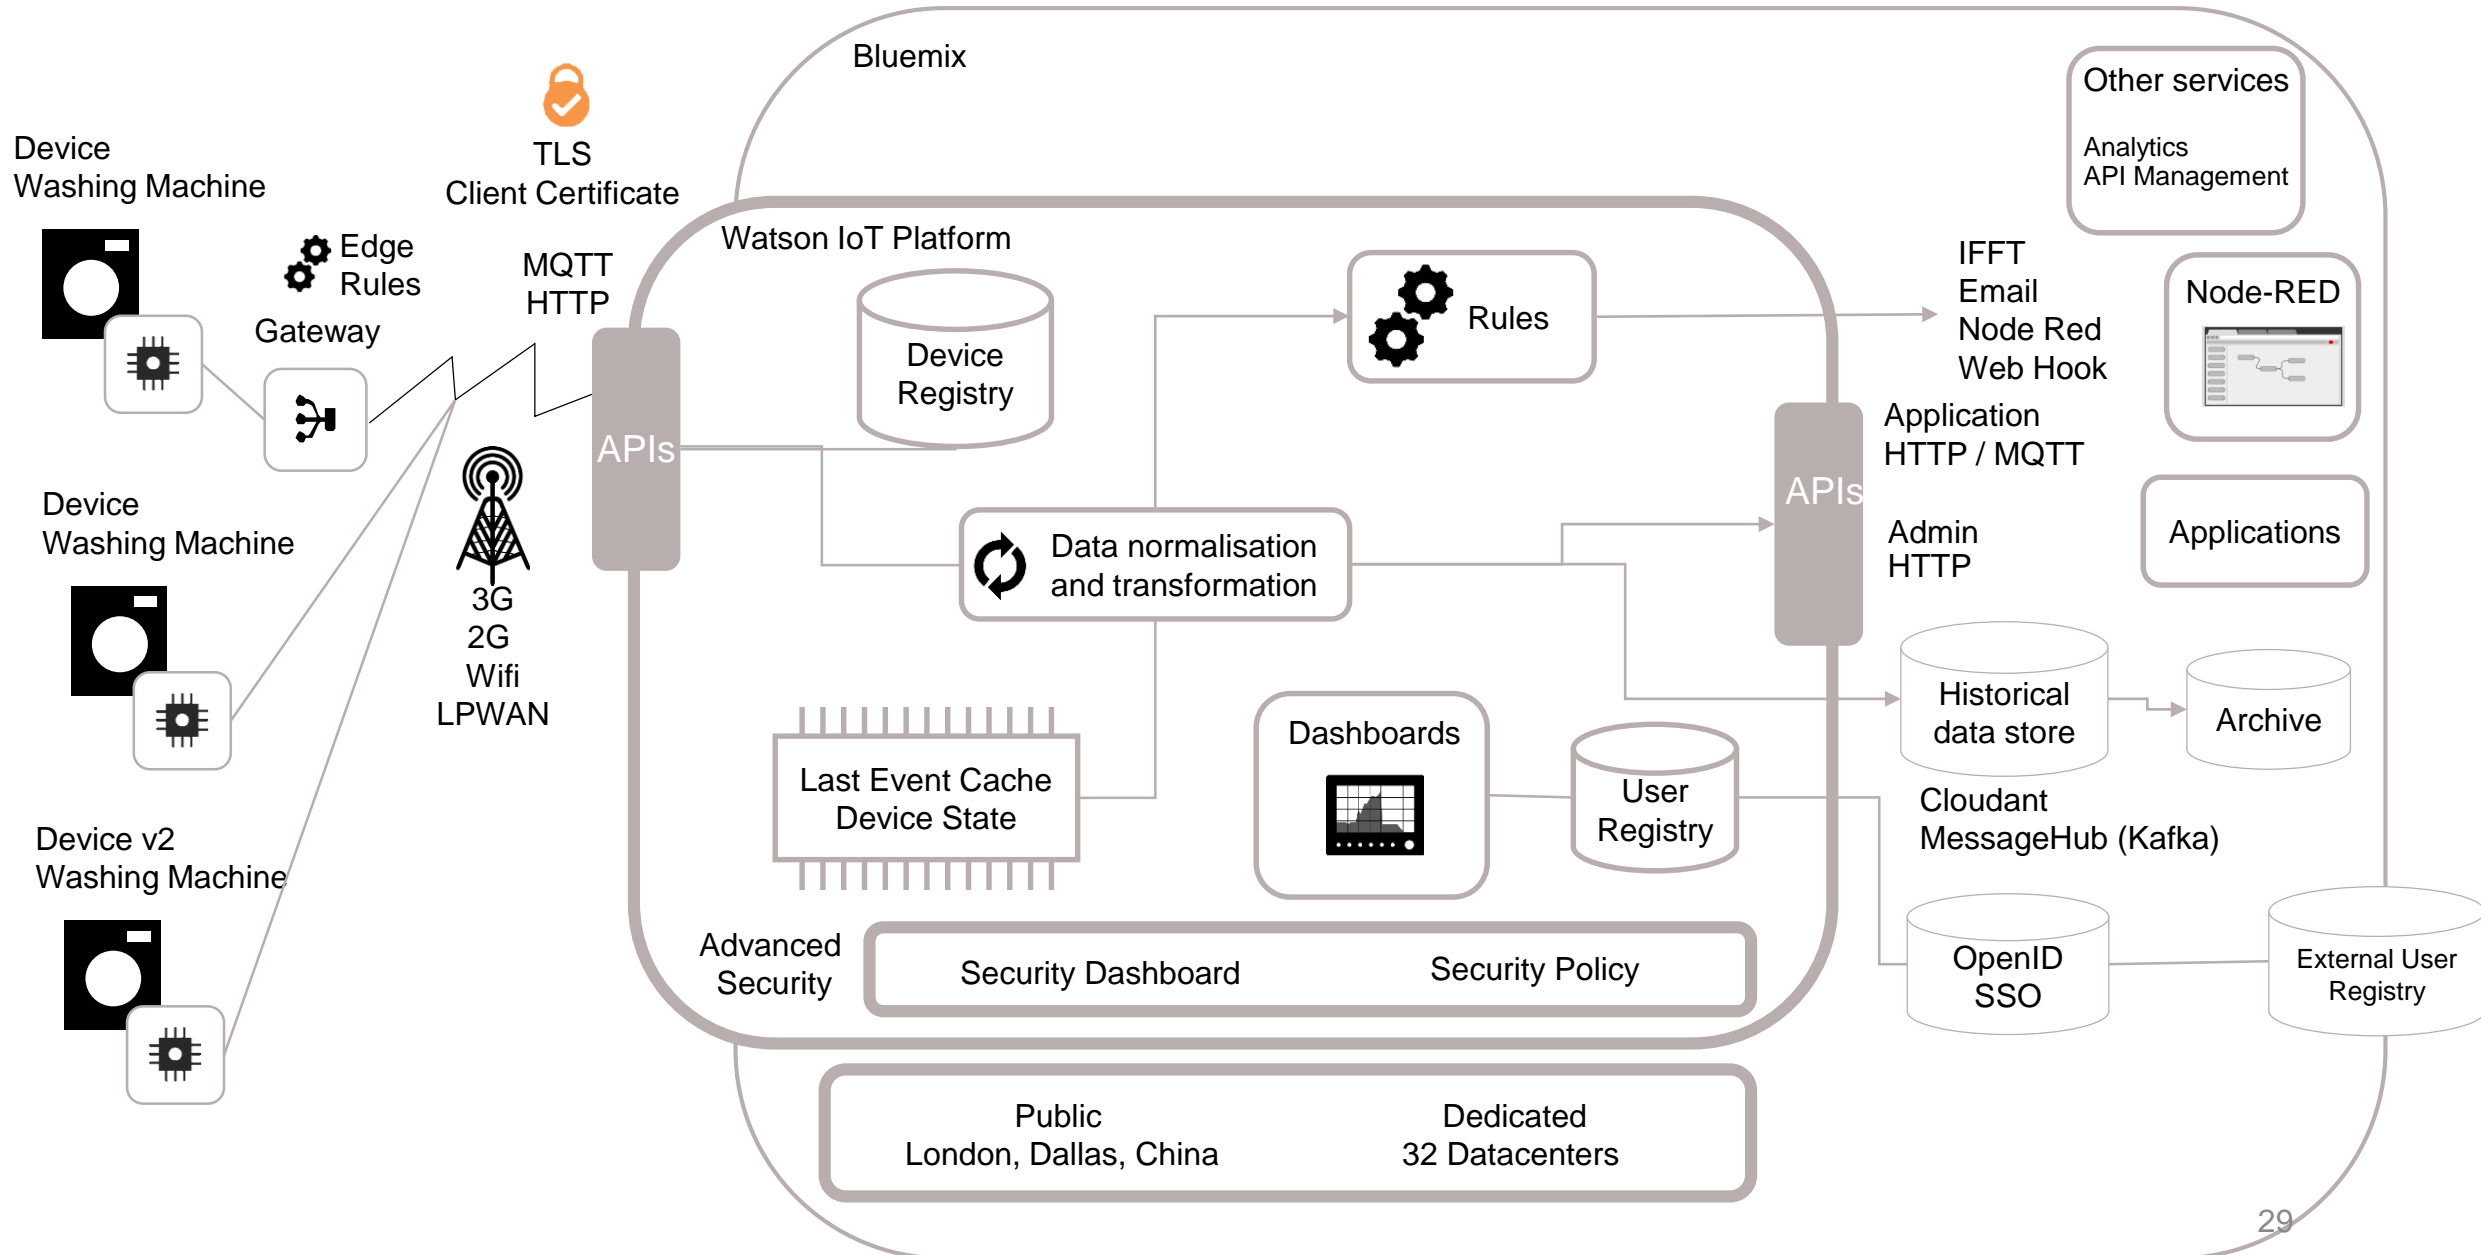 Bluemix
Other services
Analytics
API Management
TLS
Client Certificate
Device
Washing Machine
Edge
Rules
Gateway
MQTT
HTTP
Watson IoT Platform
Device
Registry
Rules
IFFT
Email
Node Red
Web Hook
Node-RED
APIs
APIs
Application
HTTP / MQTT
Admin
HTTP
Applications
Device
Washing Machine
3G
2G
Wifi
LPWAN
Data normalisation
and transformation
Last Event Cache
Device State
Dashboards
User
Registry
Historical
data store
Archive
Cloudant
MessageHub (Kafka)
Device v2
Washing Machine
Advanced
Security
Security Dashboard
Security Policy
OpenID
SSO
External User
Registry
Public
London, Dallas, China
Dedicated
32 Datacenters
29